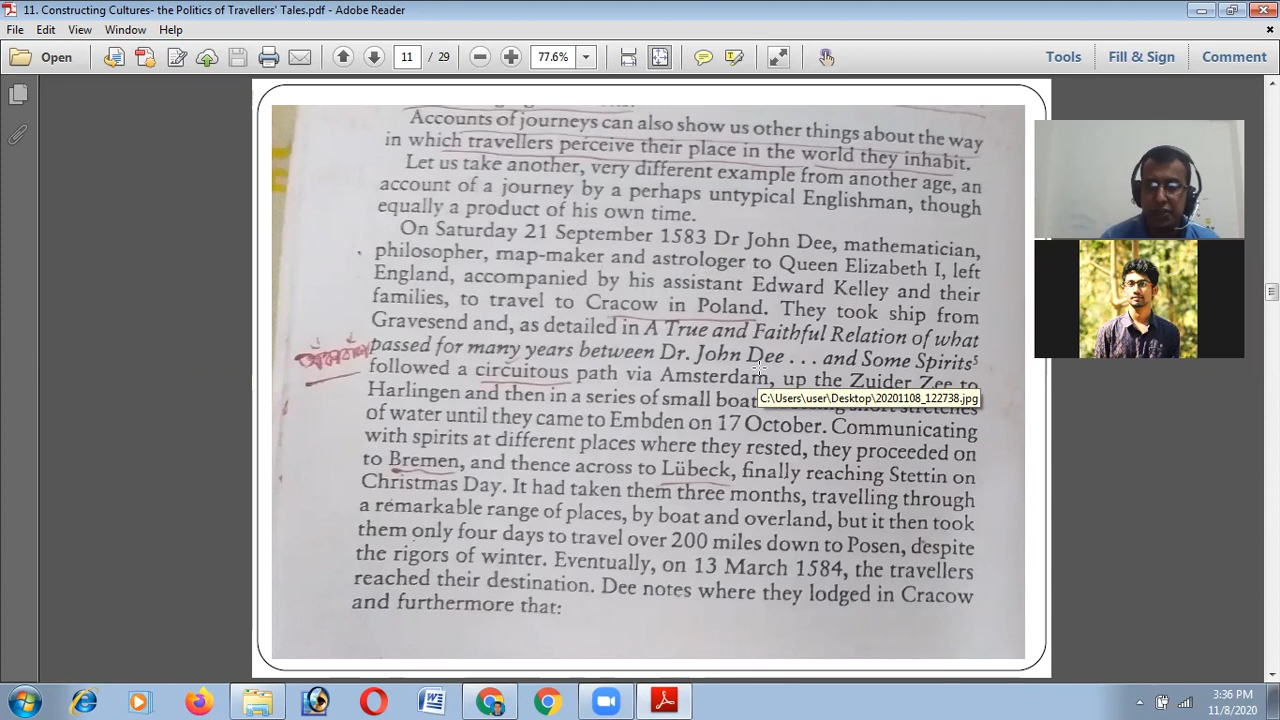 11. Constructing Cultures- the Politics of Travellers' Tales.pdf - Adobe Reader
File Edit View Window Help
Open 11 / 29 77.6% Tools Fill & Sign Comment
Accounts of journeys can also show us other things about the way
in which travellers perceive their place in the world they inhabit.
Let us take another, very different example from another age, an
account of a journey by a perhaps untypical Englishman, though
equally a product of his own time.
On Saturday 21 September 1583 Dr John Dee, mathematician,
philosopher, map-maker and astrologer to Queen Elizabeth I, left
England, accompanied by his assistant Edward Kelley and their
families, to travel to Cracow in Poland. They took ship from
Gravesend and, as detailed in A True and Faithful Relation of what
passed for many years between Dr. John Dee . . . and Some Spirits⁵
followed a circuitous path via Amsterdam, up the Zuider Zee to
Harlingen and then in a series of small boat
C:\Users\user\Desktop\20201108_122738.jpg
of water until they came to Embden on 17 October. Communicating
with spirits at different places where they rested, they proceeded on
to Bremen, and thence across to Lübeck, finally reaching Stettin on
Christmas Day. It had taken them three months, travelling through
a remarkable range of places, by boat and overland, but it then took
them only four days to travel over 200 miles down to Posen, despite
the rigors of winter. Eventually, on 13 March 1584, the travellers
reached their destination. Dee notes where they lodged in Cracow
and furthermore that:
3:36 PM
11/8/2020